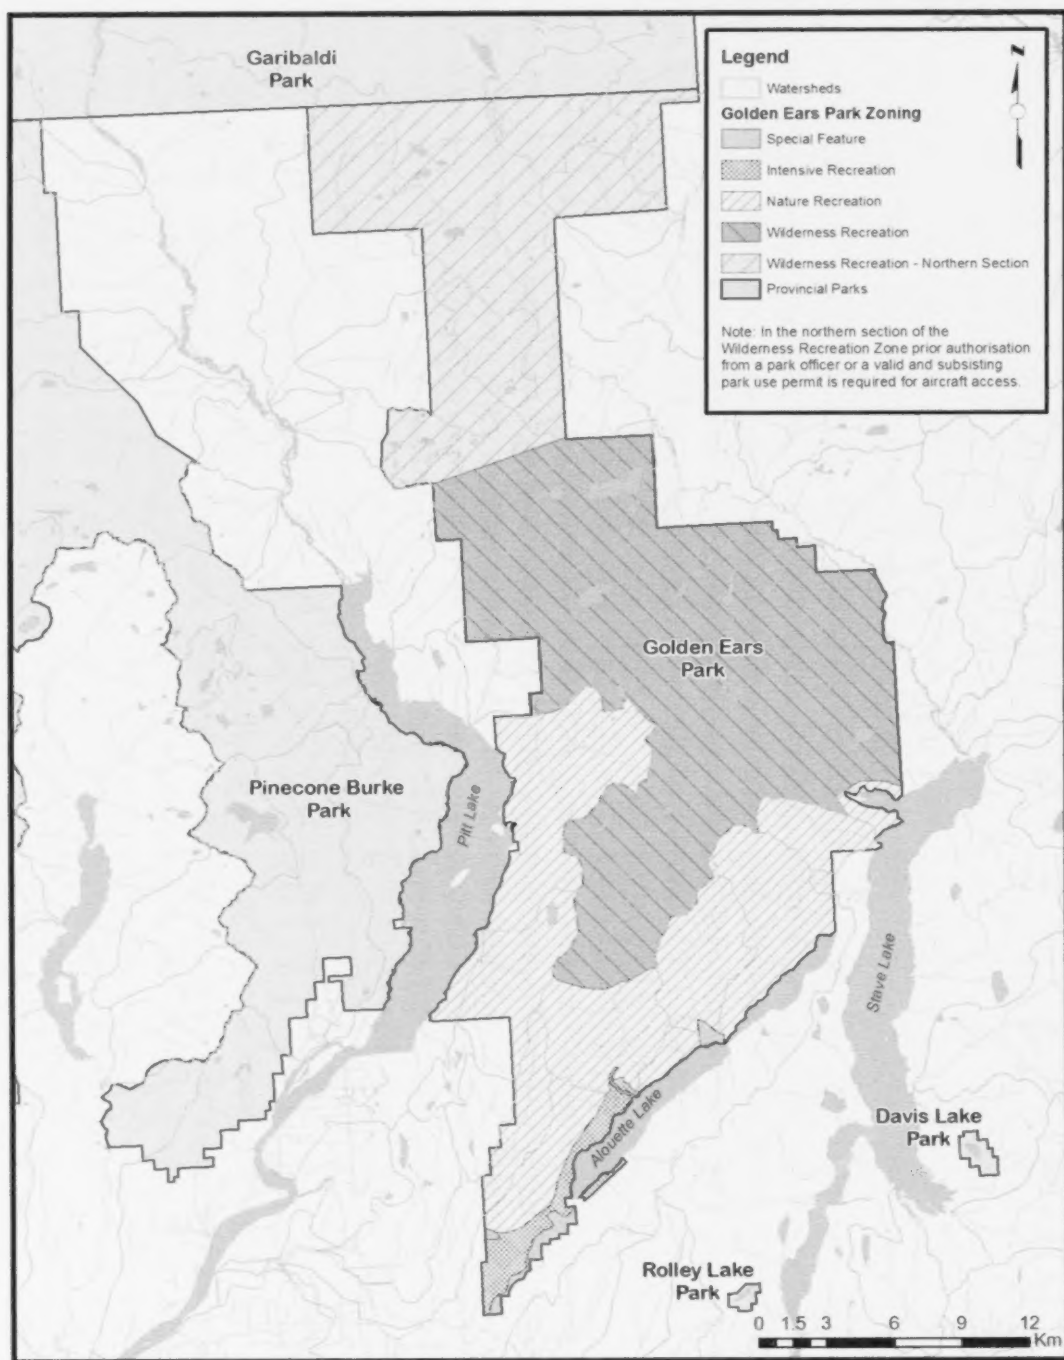 Garibaldi
Park
Legend
N
Watersheds
Golden Ears Park Zoning
Special Feature
Intensive Recreation
Nature Recreation
Wilderness Recreation
Wilderness Recreation - Northern Section
Provincial Parks
Note: In the northern section of the
Wilderness Recreation Zone prior authorisation
from a park officer or a valid and subsisting
park use permit is required for aircraft access.
Golden Ears
Park
Pinecone Burke
Park
Pitt Lake
Stave Lake
Alouette Lake
Davis Lake
Park
Rolley Lake
Park
0 1.5 3 6 9 12
Km